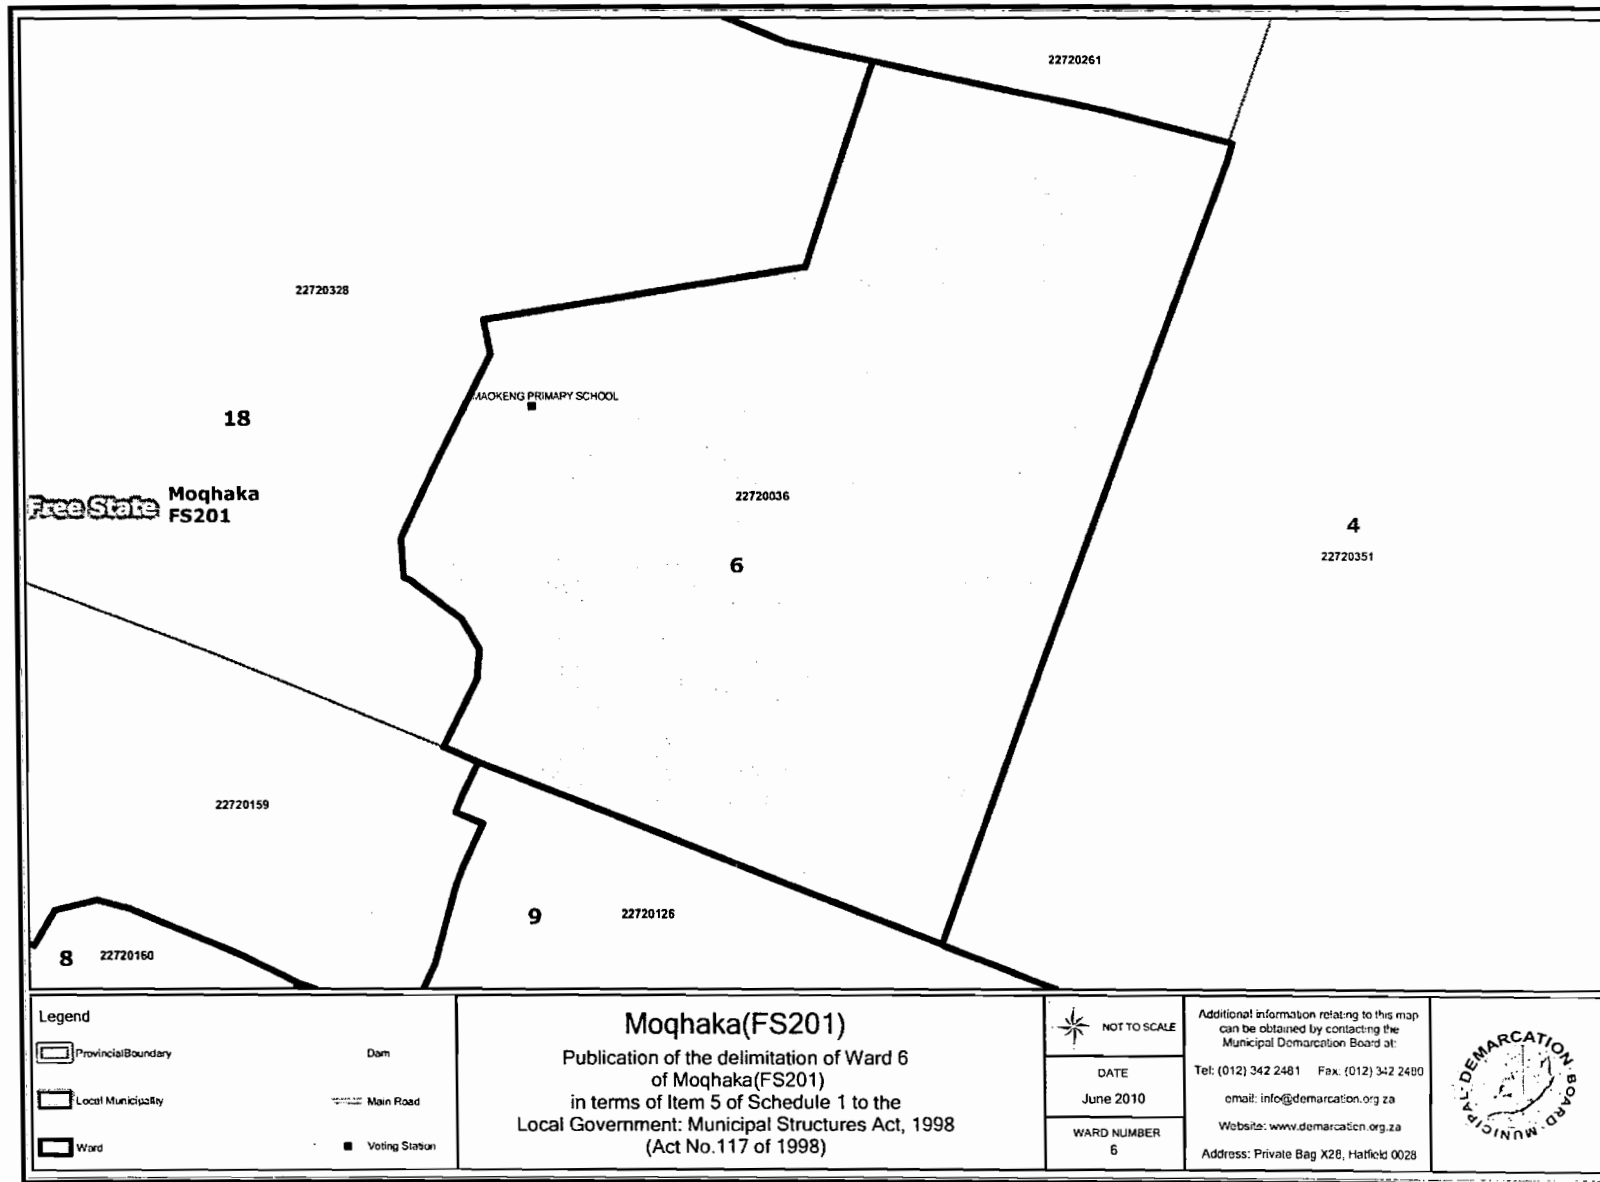 22720261
22720328
MAOKENG PRIMAPY SCHOOL
18
22720036
Free State
Moqhaka
FS201
4
22720351
6
22720159
9
22720126
8
22720160
Legend
ProvincialBoundary
Dam
Local Municipality
Main Road
Ward
Voting Station
Moqhaka(FS201)
Publication of the delimitation of Ward 6
of Moqhaka(FS201)
in terms of Item 5 of Schedule 1 to the
Local Government: Municipal Structures Act, 1998
(Act No.117 of 1998)
NOT TO SCALE
DATE
June 2010
WARD NUMBER
6
Additional information relating to this map
can be obtained by contacting the
Municipal Demarcation Board at:
Tel: (012) 342 2481 Fax: (012) 342 2480
email: info@demarcation.org.za
Website: www.demarcation.org.za
Address: Private Bag X28, Hatfield 0028
MUNICIPAL DEMARCATION BOARD